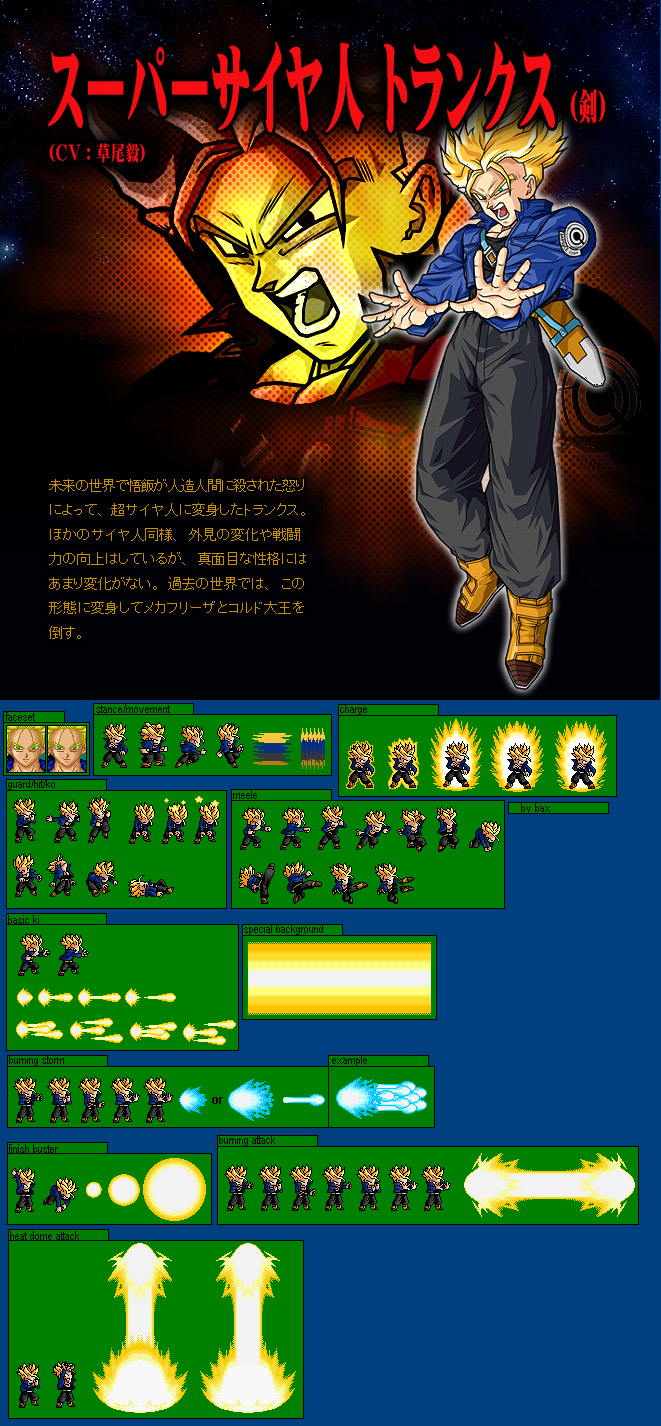 スーパーサイヤ人 トランクス (剣)
(CV：草尾毅)
未来の世界で悟飯が人造人間に殺された怒り
によって、超サイヤ人に変身したトランクス。
ほかのサイヤ人同様、外見の変化や戦闘
力の向上はしているが、真面目な性格には
あまり変化がない。過去の世界では、この
形態に変身してメカフリーザとコルド大王を
倒す。
faceset
stance/movement
charge
guard/hit/ko
meele
by bax
basic ki
special background
burning storm
example
or
finish buster
burning attack
heat dome attack